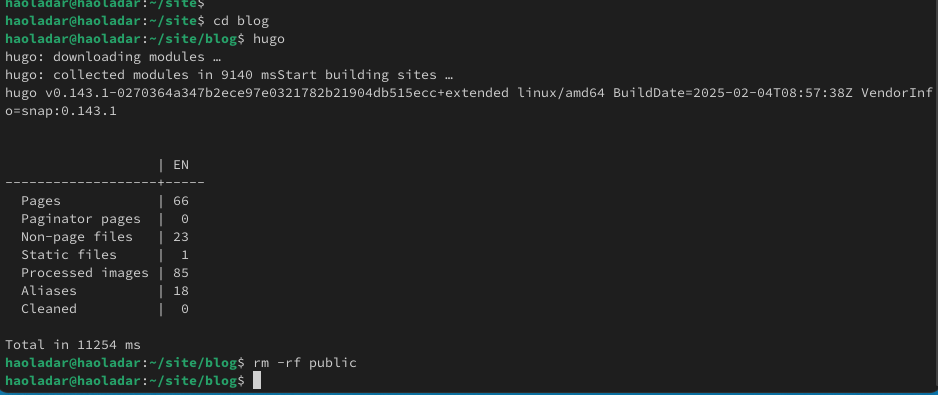 haoladar@haoladar:~/site$
haoladar@haoladar:~/site$ cd blog
haoladar@haoladar:~/site/blog$ hugo
hugo: downloading modules …
hugo: collected modules in 9140 msStart building sites …
hugo v0.143.1-0270364a347b2ece97e0321782b21904db515ecc+extended linux/amd64 BuildDate=2025-02-04T08:57:38Z VendorInf
o=snap:0.143.1
                   | EN
-------------------+-----
  Pages            | 66
  Paginator pages  |  0
  Non-page files   | 23
  Static files     |  1
  Processed images | 85
  Aliases          | 18
  Cleaned          |  0
Total in 11254 ms
haoladar@haoladar:~/site/blog$ rm -rf public
haoladar@haoladar:~/site/blog$